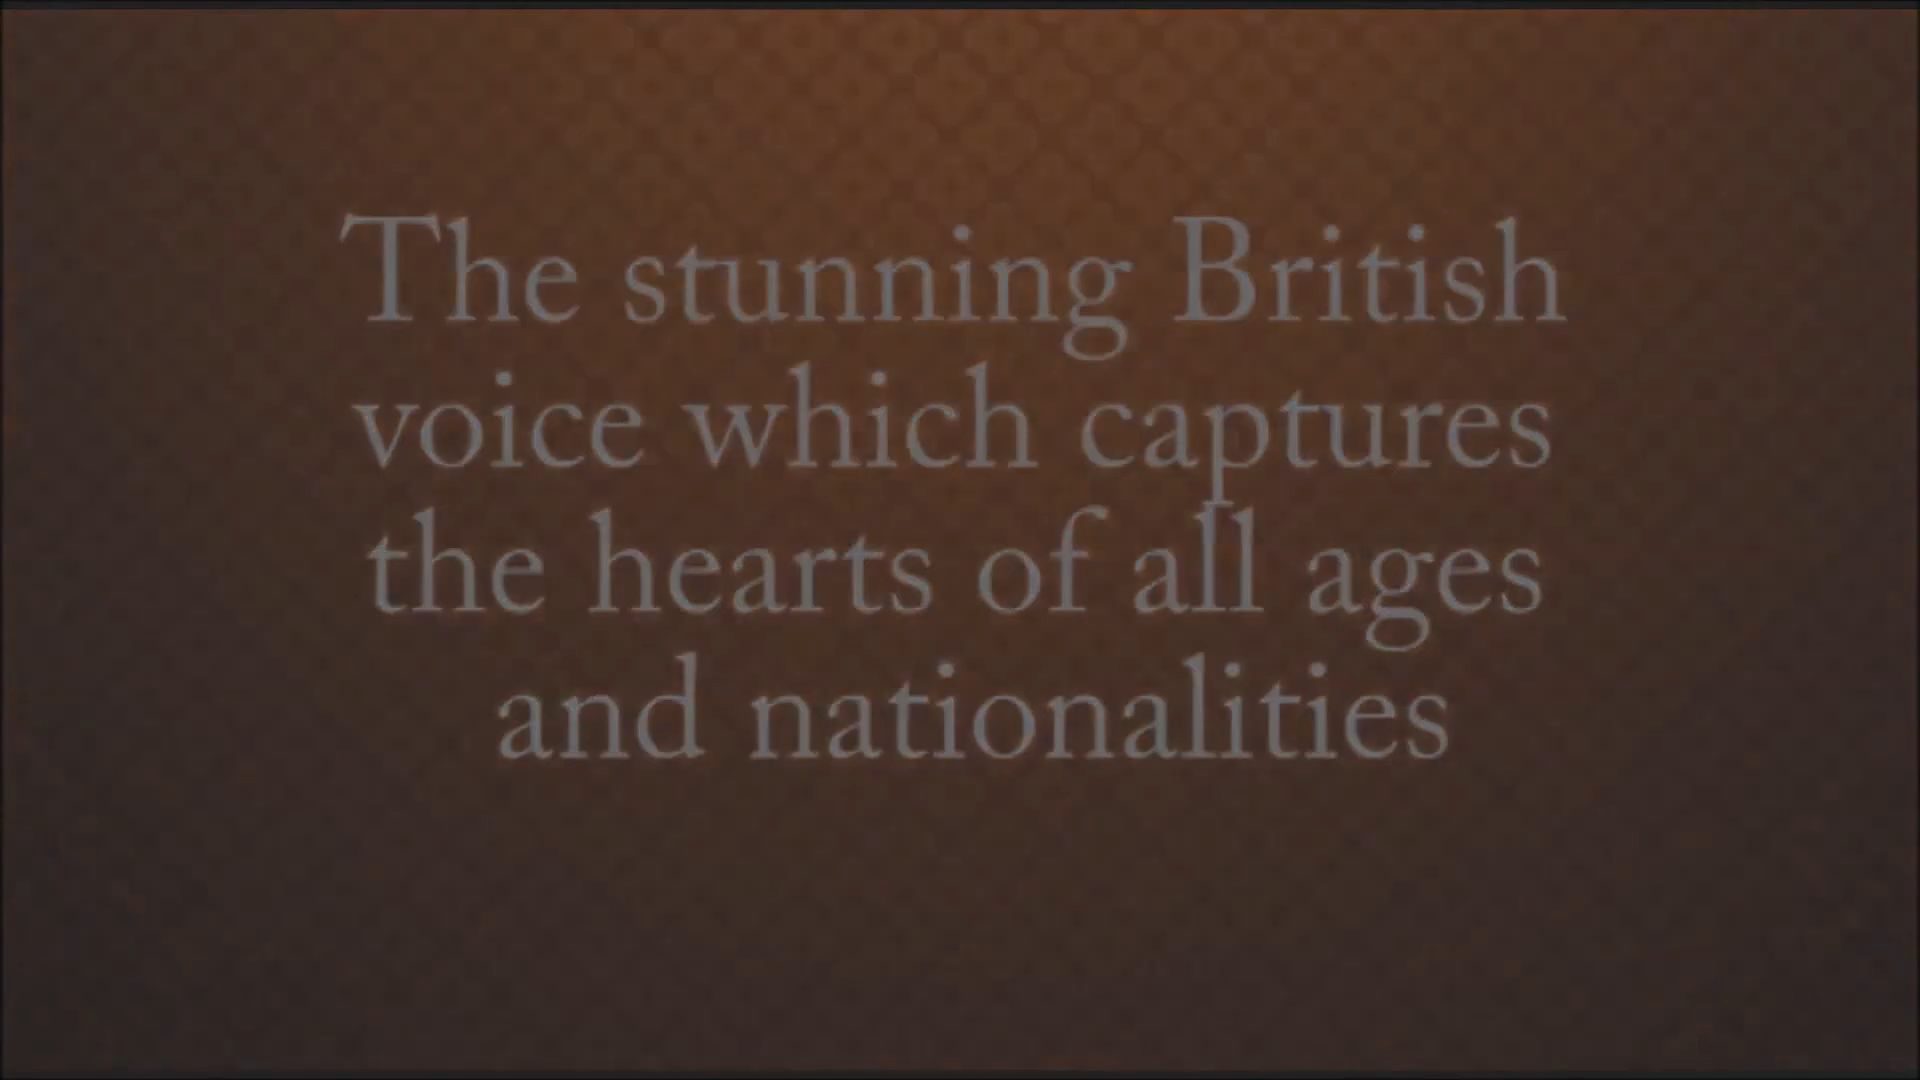 The stunning British
voice which captures
the hearts of all ages
and nationalities